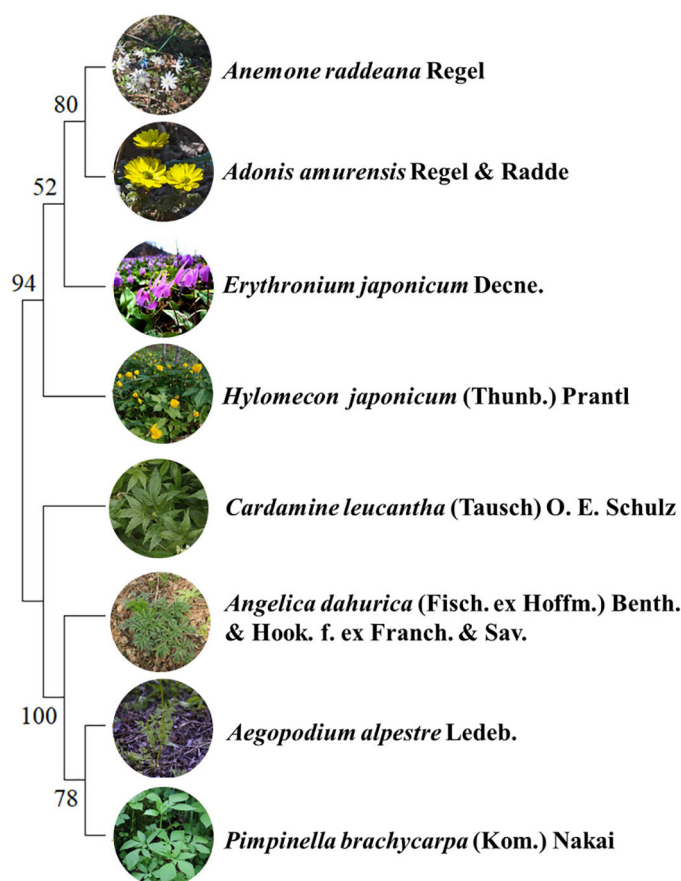 Anemone raddeana Regel
80
Adonis amurensis Regel & Radde
52
Erythronium japonicum Decne.
94
Hylomecon japonicum (Thunb.) Prantl
Cardamine leucantha (Tausch) O. E. Schulz
Angelica dahurica (Fisch. ex Hoffm.) Benth.
& Hook. f. ex Franch. & Sav.
100
Aegopodium alpestre Ledeb.
78
Pimpinella brachycarpa (Kom.) Nakai